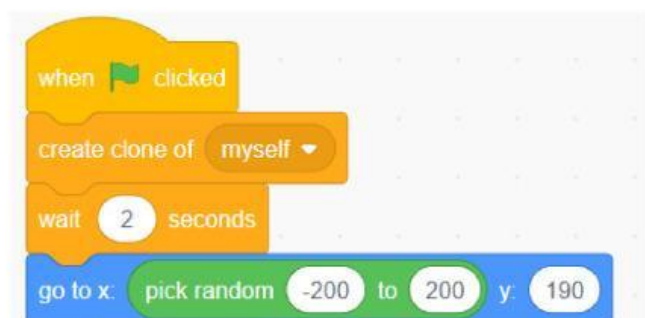 when clicked
create clone of myself
wait 2 seconds
go to x: pick random -200 to 200 y: 190